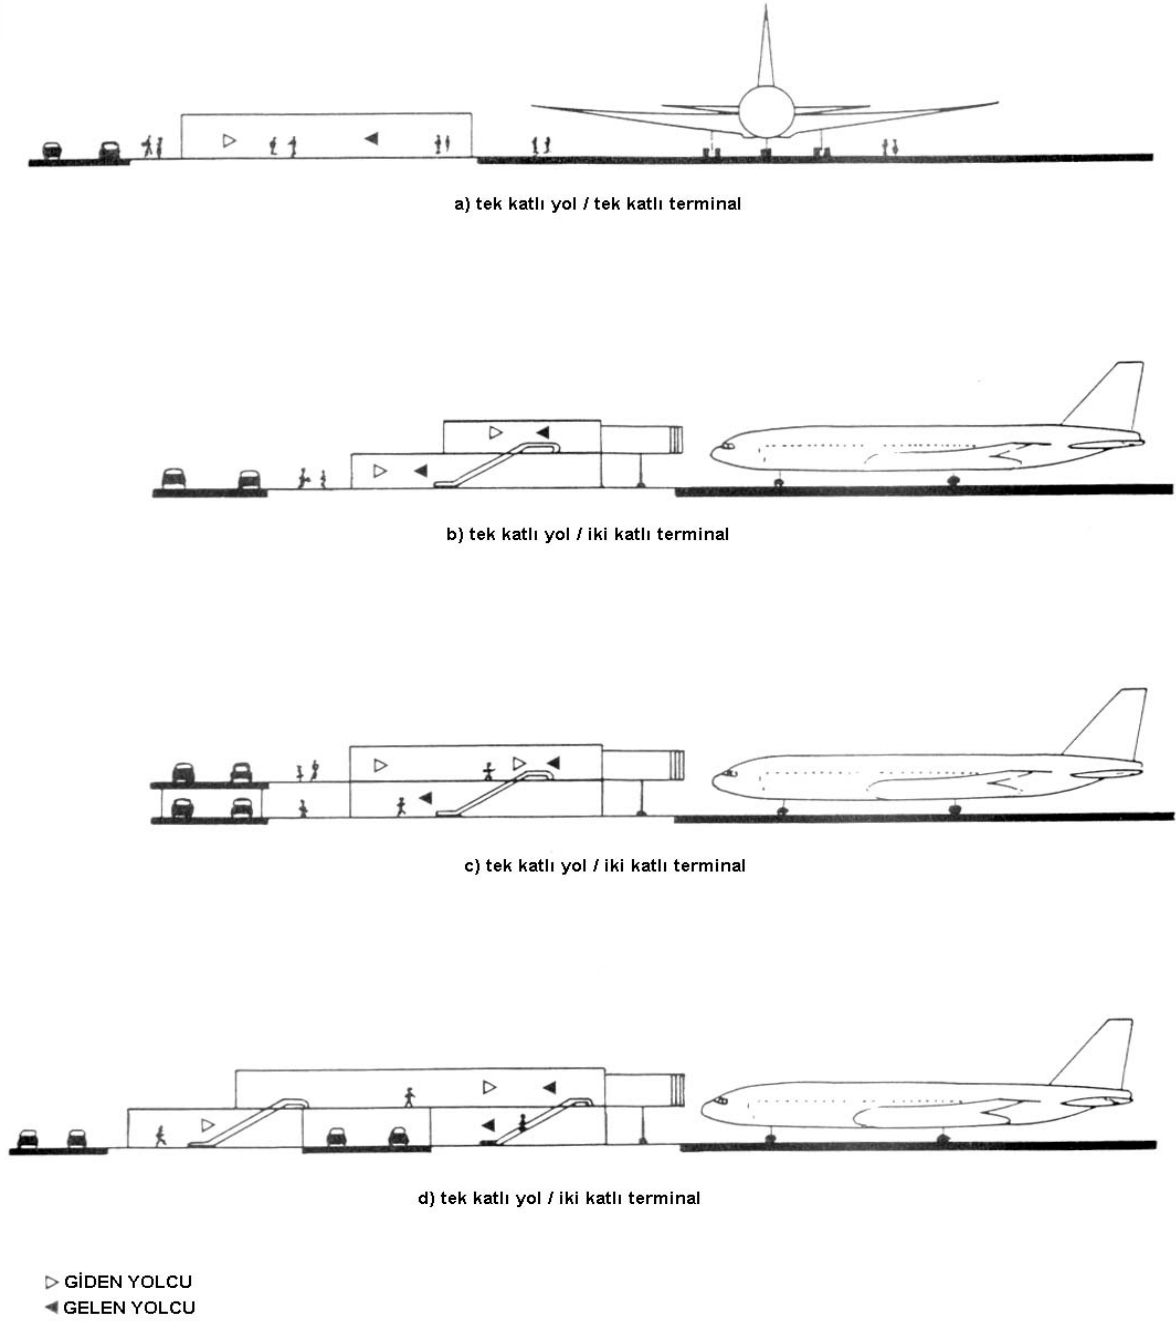 a) tek katlı yol / tek katlı terminal
b) tek katlı yol / iki katlı terminal
c) tek katlı yol / iki katlı terminal
d) tek katlı yol / iki katlı terminal
GİDEN YOLCU
GELEN YOLCU